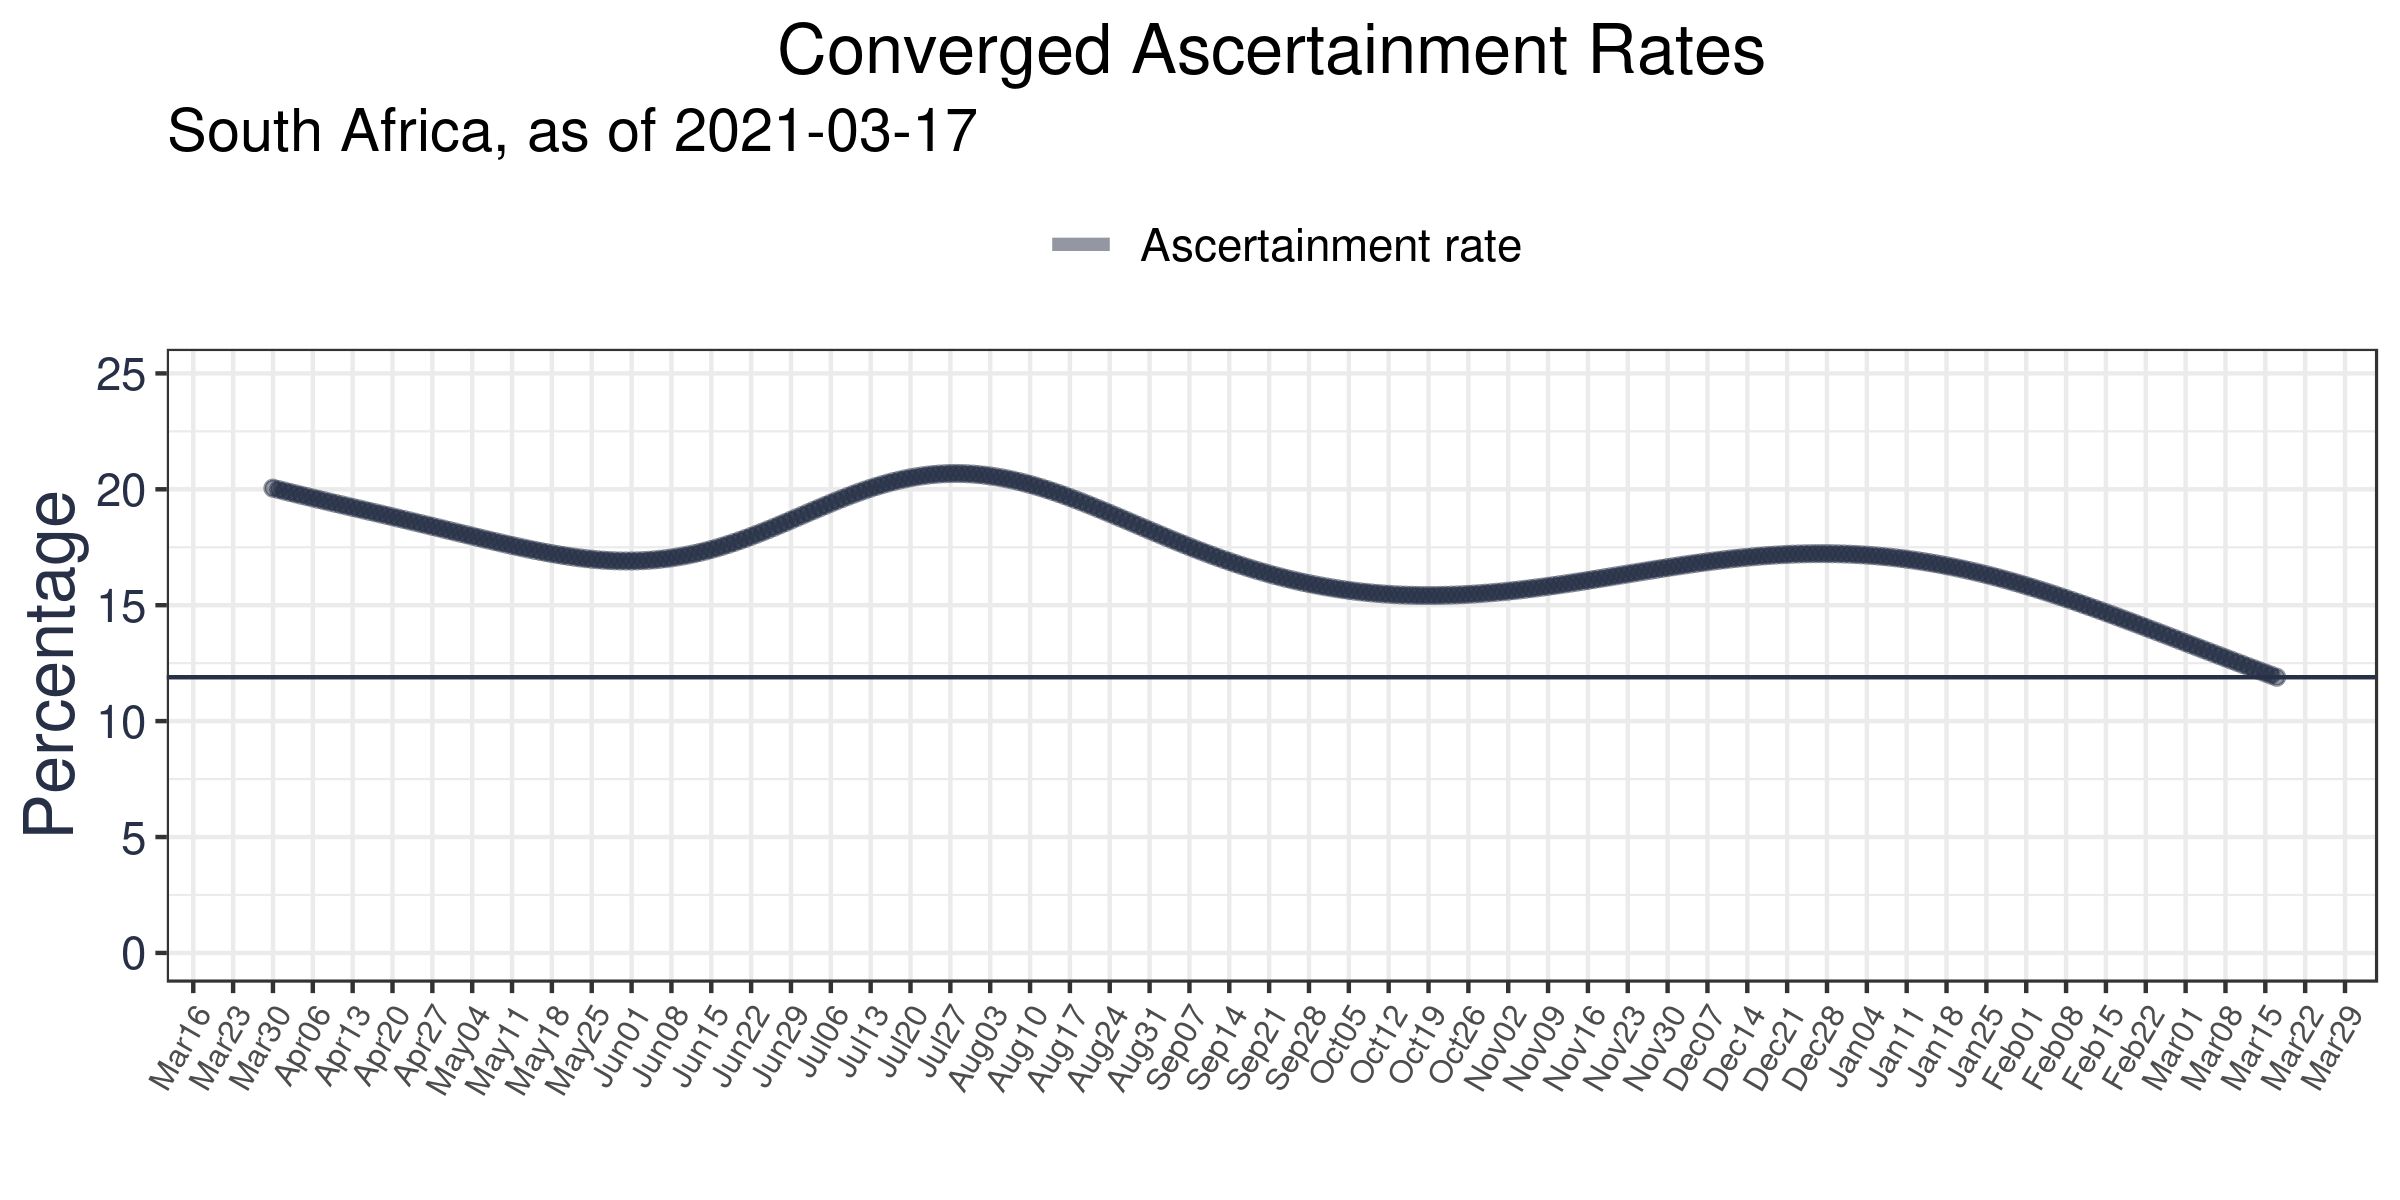 Converged Ascertainment Rates
South Africa, as of 2021-03-17
Ascertainment rate
Percentage
25
20
15
10
5
0
Mar16
Mar23
Mar30
Apr06
Apr13
Apr20
Apr27
May04
May11
May18
May25
Jun01
Jun08
Jun15
Jun22
Jun29
Jul06
Jul13
Jul20
Jul27
Aug03
Aug10
Aug17
Aug24
Aug31
Sep07
Sep14
Sep21
Sep28
Oct05
Oct12
Oct19
Oct26
Nov02
Nov09
Nov16
Nov23
Nov30
Dec07
Dec14
Dec21
Dec28
Jan04
Jan11
Jan18
Jan25
Feb01
Feb08
Feb15
Feb22
Mar01
Mar08
Mar15
Mar22
Mar29